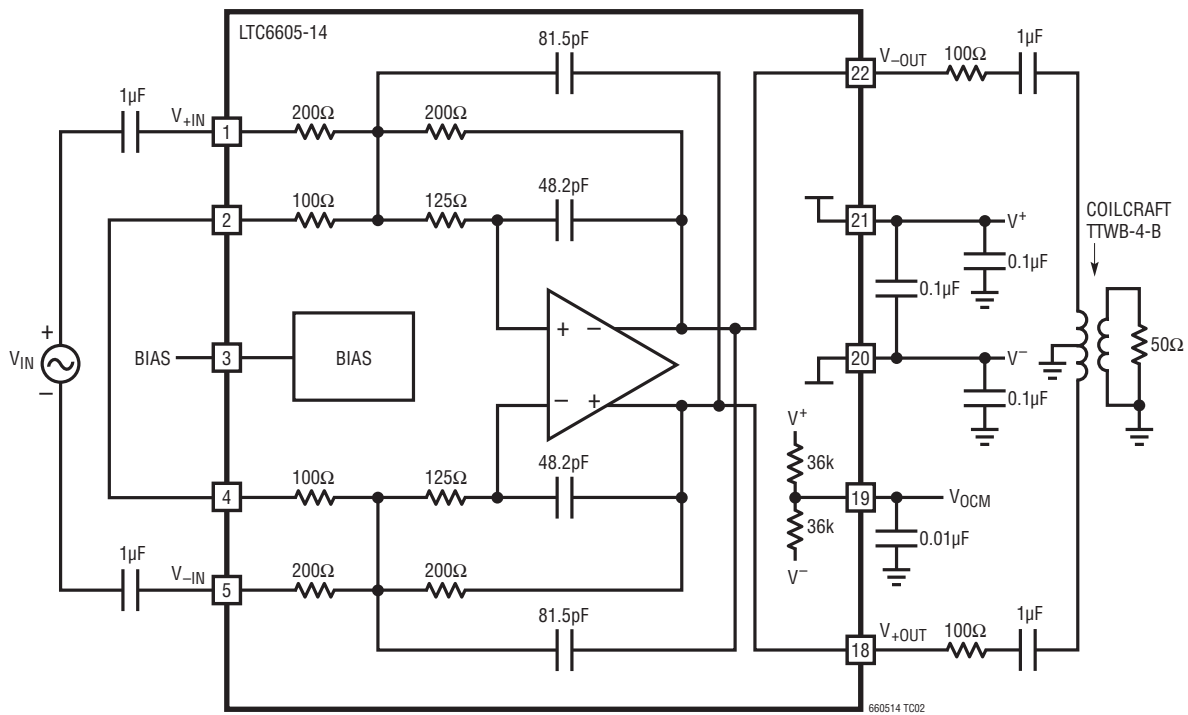 LTC6605-14
81.5pF
V–OUT
100Ω
1µF
22
1µF
V+IN
200Ω
200Ω
1
100Ω
125Ω
48.2pF
2
21
V+
COILCRAFT
TTWB-4-B
0.1µF
0.1µF
+
VIN
–
BIAS
3
BIAS
+
–
–
+
20
V–
50Ω
0.1µF
V+
36k
100Ω
125Ω
48.2pF
4
19
VOCM
36k
0.01µF
V–
1µF
V–IN
200Ω
200Ω
5
81.5pF
V+OUT
100Ω
1µF
18
660514 TC02